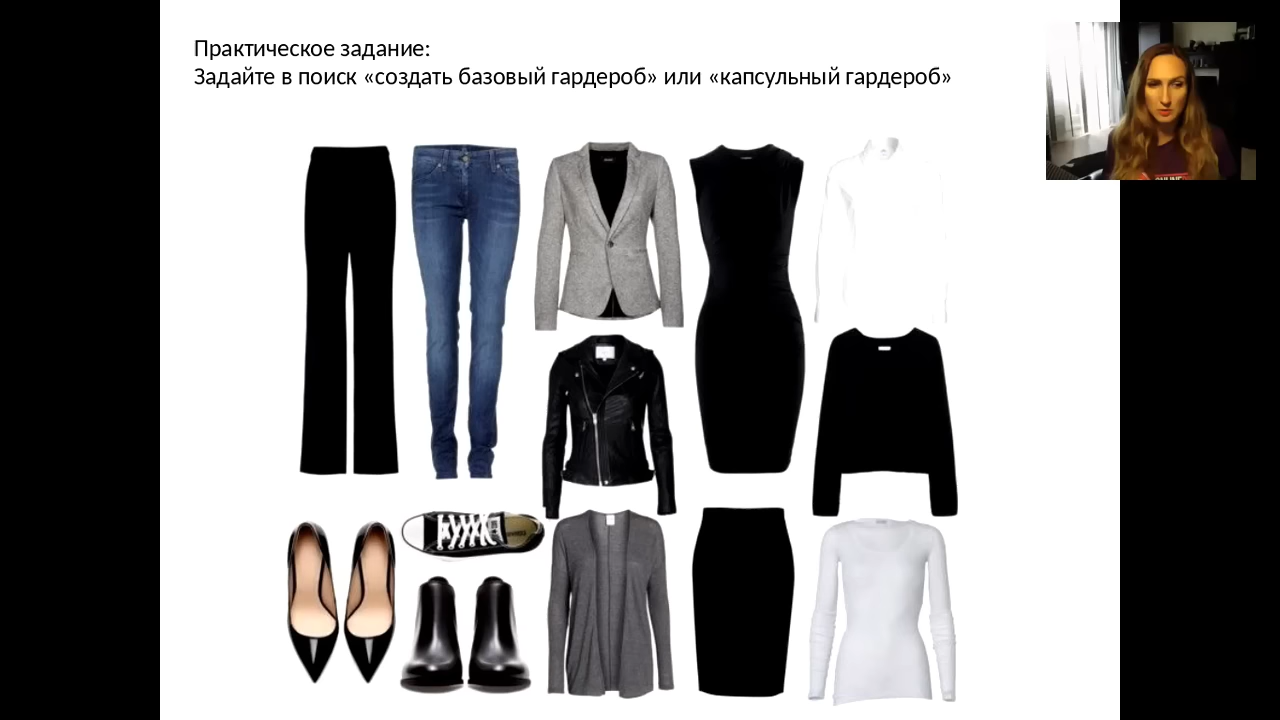 Практическое задание:
Задайте в поиск «создать базовый гардероб» или «капсульный гардероб»